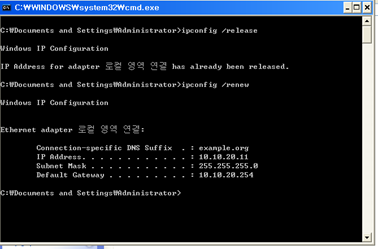 C:₩WINDOWS₩system32₩cmd.exe
C:₩Documents and Settings₩Administrator>ipconfig /release
Windows IP Configuration
IP Address for adapter 로컬 영역 연결 has already been released.
C:₩Documents and Settings₩Administrator>ipconfig /renew
Windows IP Configuration
Ethernet adapter 로컬 영역 연결:
Connection-specific DNS Suffix  . : example.org
IP Address. . . . . . . . . . . . : 10.10.20.11
Subnet Mask . . . . . . . . . . . : 255.255.255.0
Default Gateway . . . . . . . . . : 10.10.20.254
C:₩Documents and Settings₩Administrator>